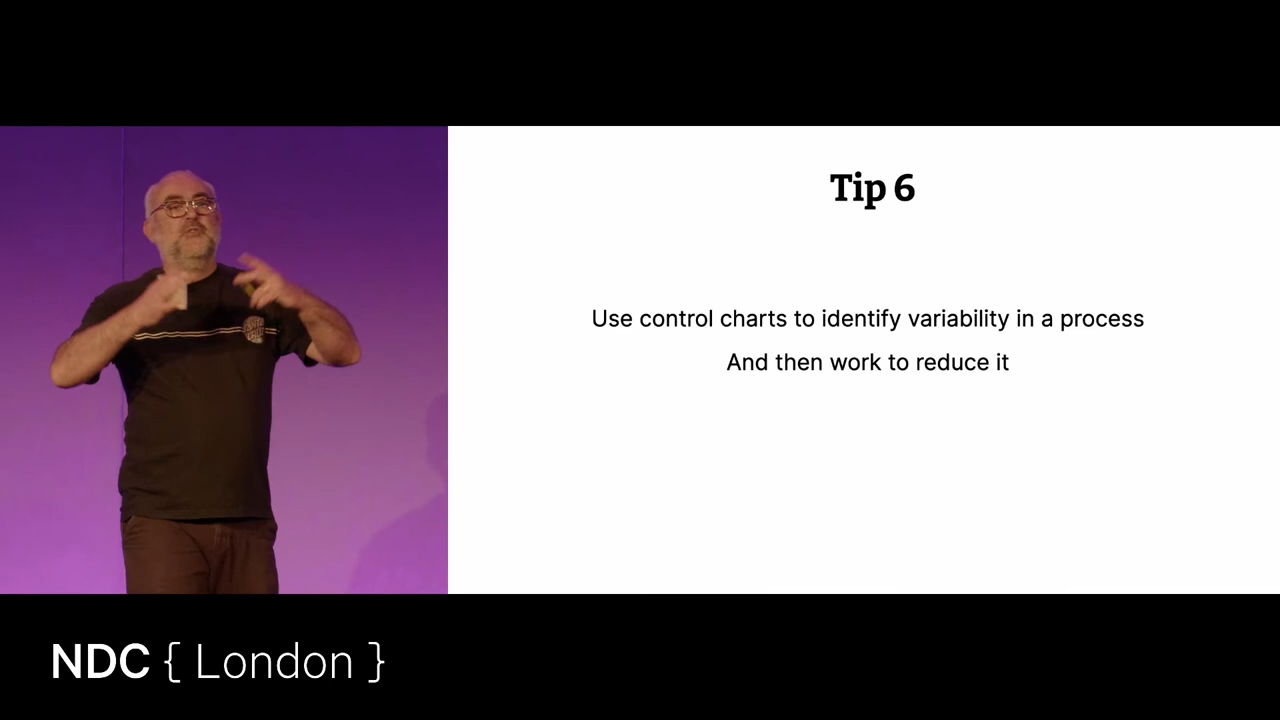 Tip 6
Use control charts to identify variability in a process
And then work to reduce it
NDC { London }